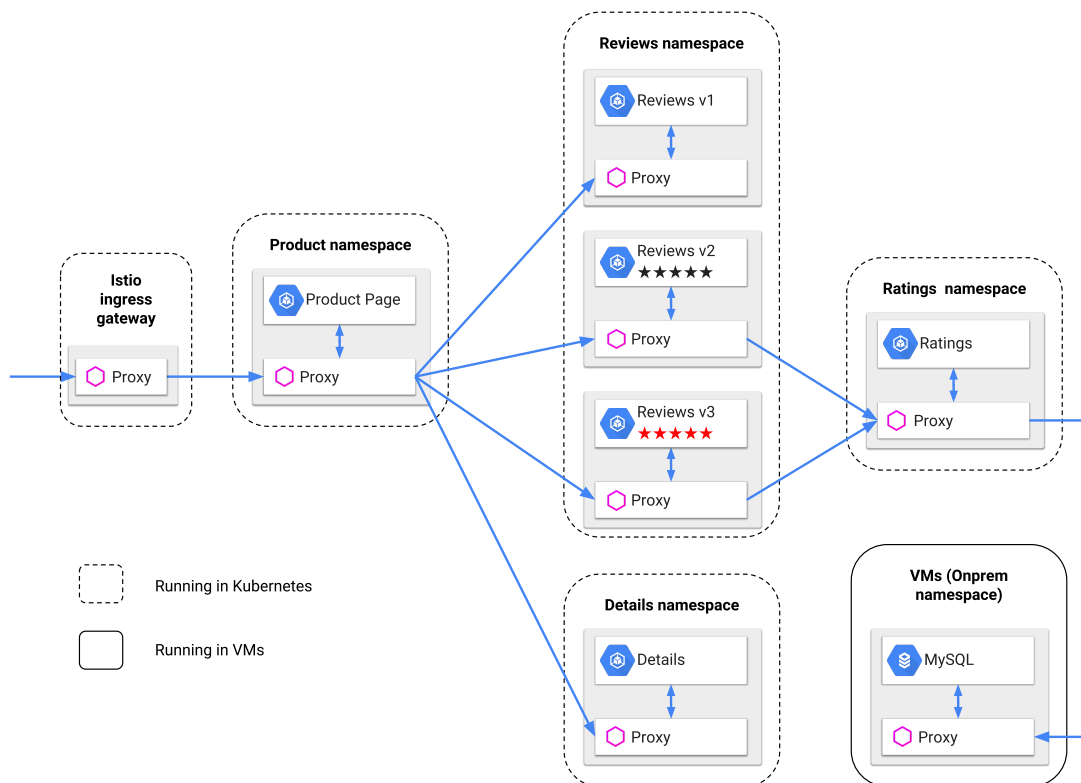 Istio
ingress
gateway
Proxy
Product namespace
Product Page
Proxy
Reviews namespace
Reviews v1
Proxy
Reviews v2
★★★★★
Proxy
Reviews v3
★★★★★
Proxy
Ratings namespace
Ratings
Proxy
Details namespace
Details
Proxy
VMs (Onprem
namespace)
MySQL
Proxy
Running in Kubernetes
Running in VMs